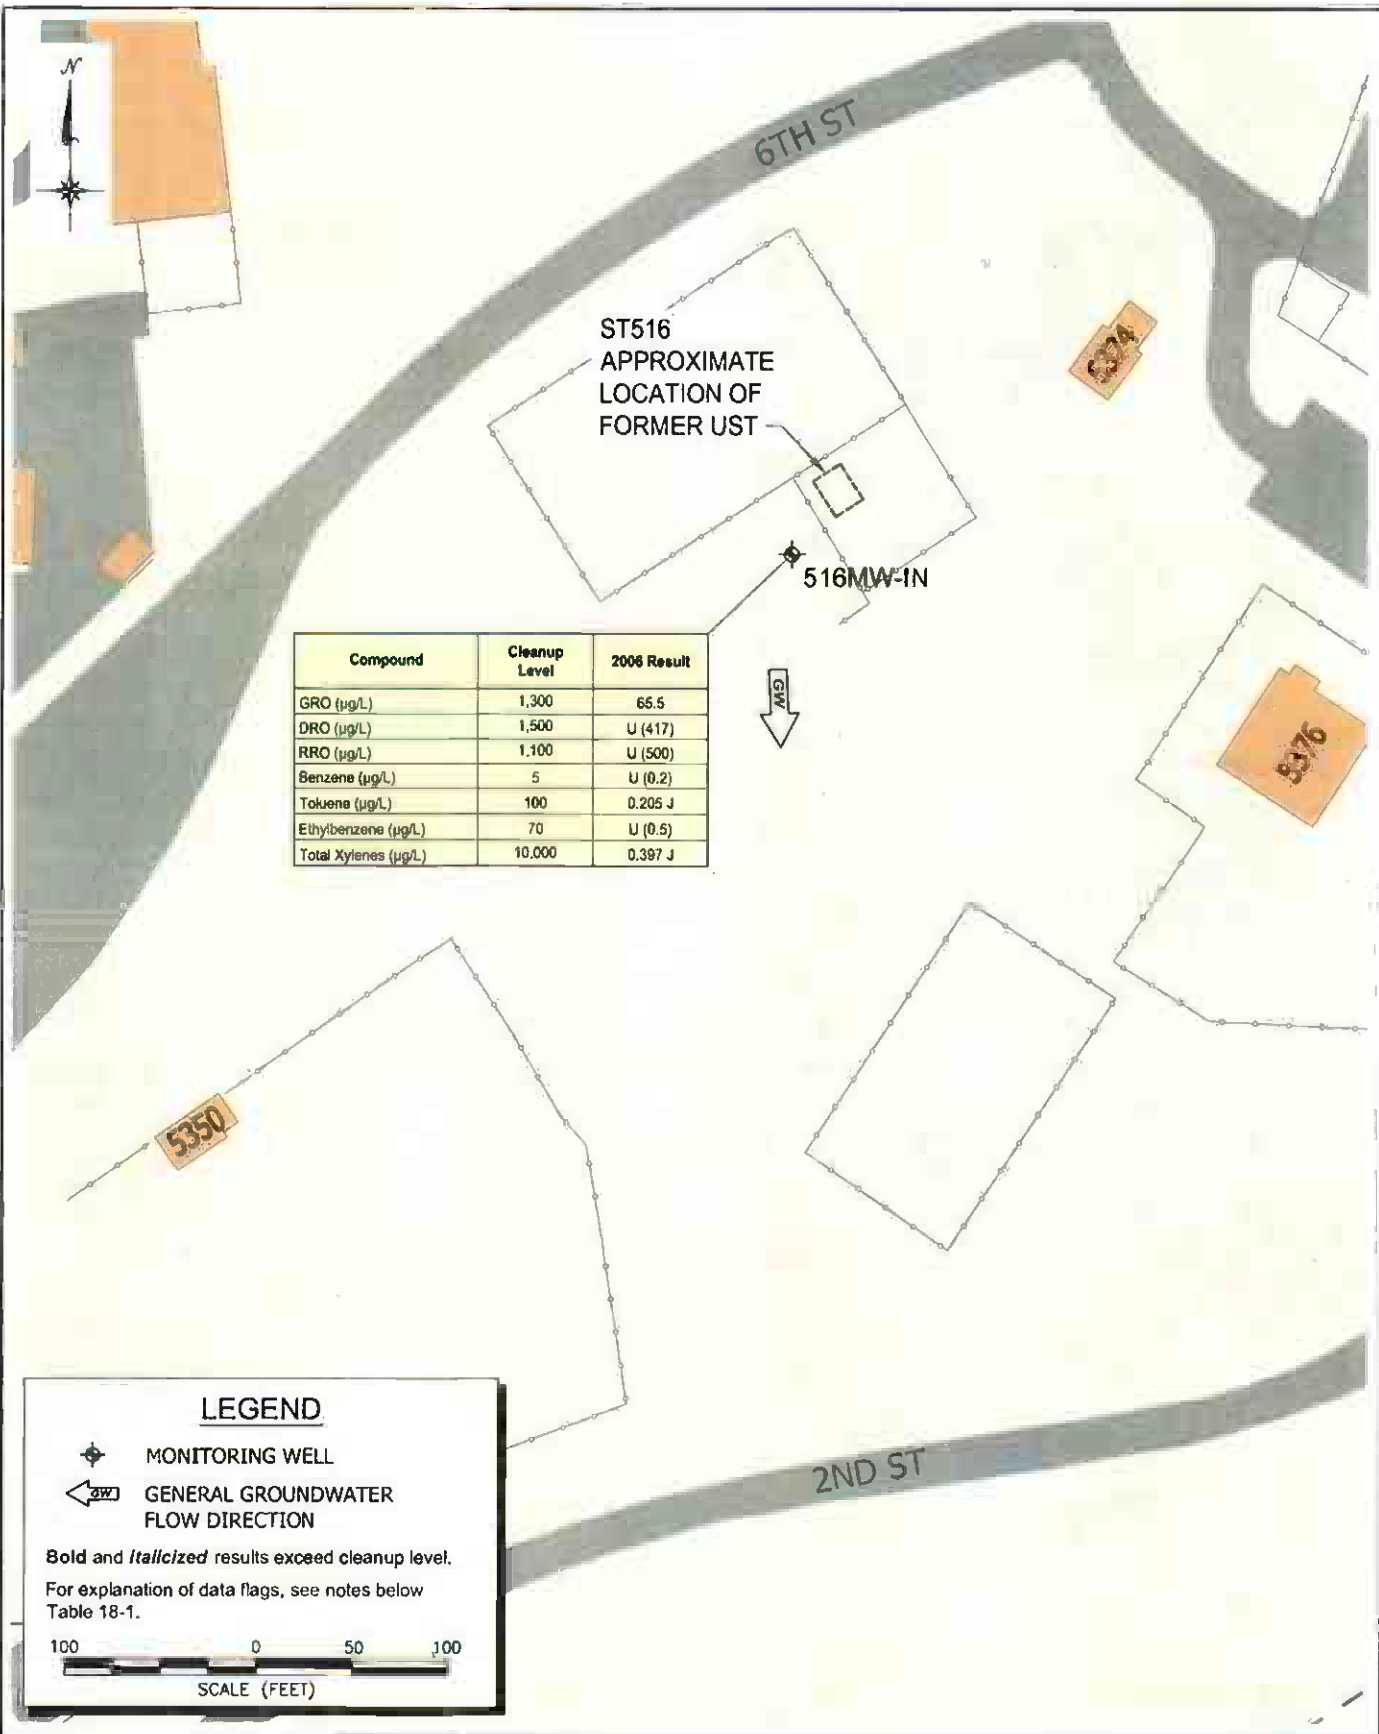 N
6TH ST
ST516
APPROXIMATE
LOCATION OF
FORMER UST
5374
516MW-IN
Compound Cleanup Level 2006 Result
GRO (µg/L) 1,300 65.5
DRO (µg/L) 1,500 U (417)
RRO (µg/L) 1,100 U (500)
Benzene (µg/L) 5 U (0.2)
Toluene (µg/L) 100 0.205 J
Ethylbenzene (µg/L) 70 U (0.5)
Total Xylenes (µg/L) 10,000 0.397 J
GW
5350
2ND ST
LEGEND
MONITORING WELL
GW GENERAL GROUNDWATER
FLOW DIRECTION
Bold and Italicized results exceed cleanup level.
For explanation of data flags, see notes below
Table 18-1.
100 0 50 100
SCALE (FEET)